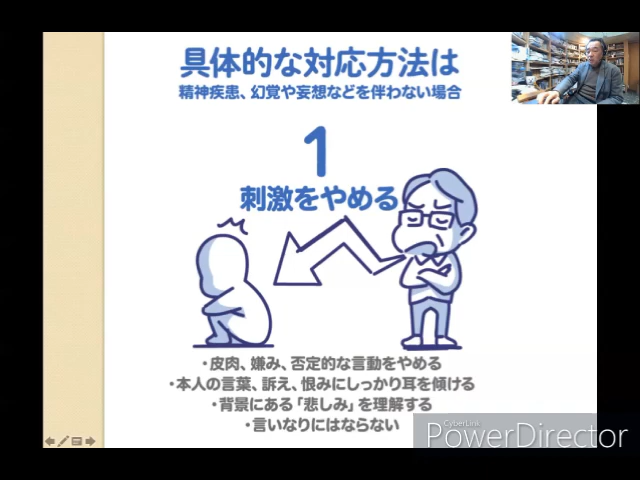 具体的な対応方法は
精神疾患、幻覚や妄想などを伴わない場合
1
刺激をやめる
・皮肉、嫌み、否定的な言動をやめる
・本人の言葉、訴え、恨みにしっかり耳を傾ける
・背景にある「悲しみ」を理解する
・言いなりにはならない
CyberLink
PowerDirector